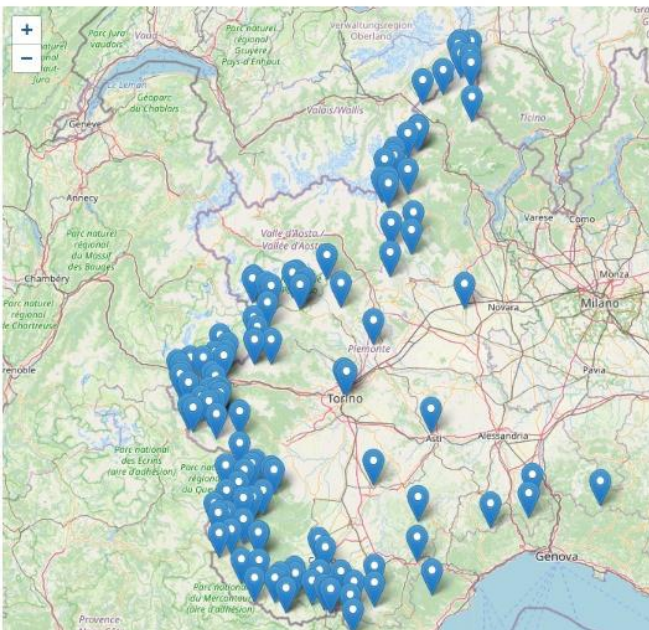 +
−
Parc Jura
vaudois
Vaud
Parc naturel
régional
Gruyère
Pays-d'Enhaut
Verwaltungsregion
Oberland
Le Léman
Géoparc
du Chablais
Genève
Valais/Wallis
Ticino
Annecy
Parc naturel
régional
du Massif
des Bauges
Valle d'Aosta /
Vallée d'Aoste
Varese
Como
Chambéry
Monza
Parc naturel
régional
de Chartreuse
Novara
Milano
Piemonte
Pavia
Torino
Asti
Alessandria
Parc national
des Écrins
(aire d'adhésion)
Genova
Parc national
du Mercantour
(aire d'adhésion)
Provence-